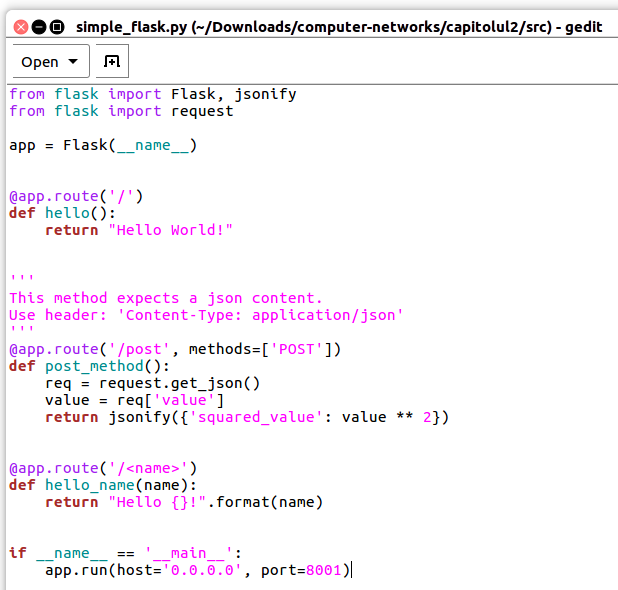 simple_flask.py (~/Downloads/computer-networks/capitolul2/src) - gedit
Open
from flask import Flask, jsonify
from flask import request
app = Flask(__name__)
@app.route('/')
def hello():
    return "Hello World!"
'''
This method expects a json content.
Use header: 'Content-Type: application/json'
'''
@app.route('/post', methods=['POST'])
def post_method():
    req = request.get_json()
    value = req['value']
    return jsonify({'squared_value': value ** 2})
@app.route('/<name>')
def hello_name(name):
    return "Hello {}!".format(name)
if __name__ == '__main__':
    app.run(host='0.0.0.0', port=8001)